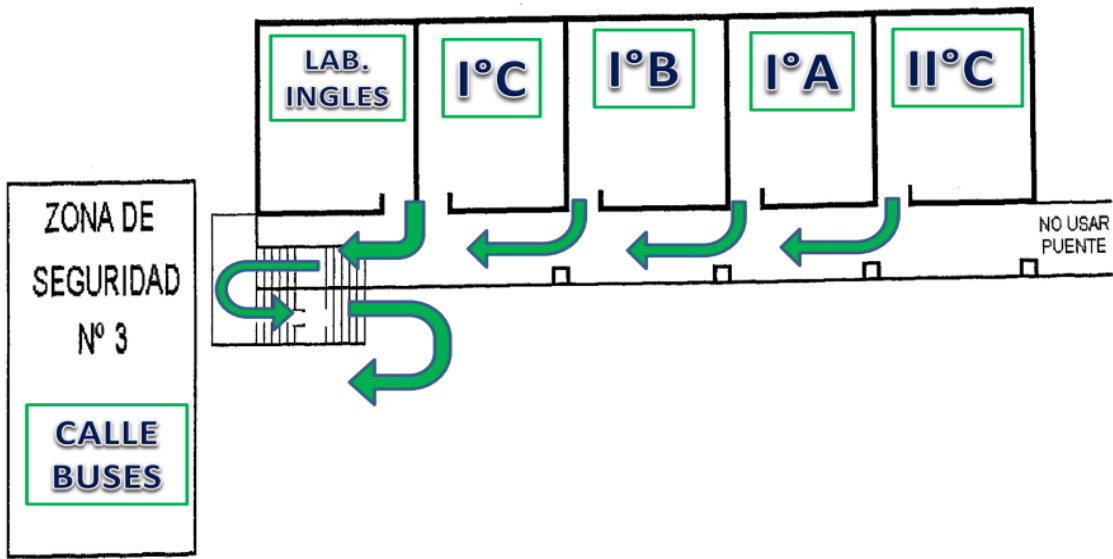 LAB.
INGLES
I°C
I°B
I°A
II°C
ZONA DE
SEGURIDAD
Nº 3
CALLE
BUSES
NO USAR
PUENTE